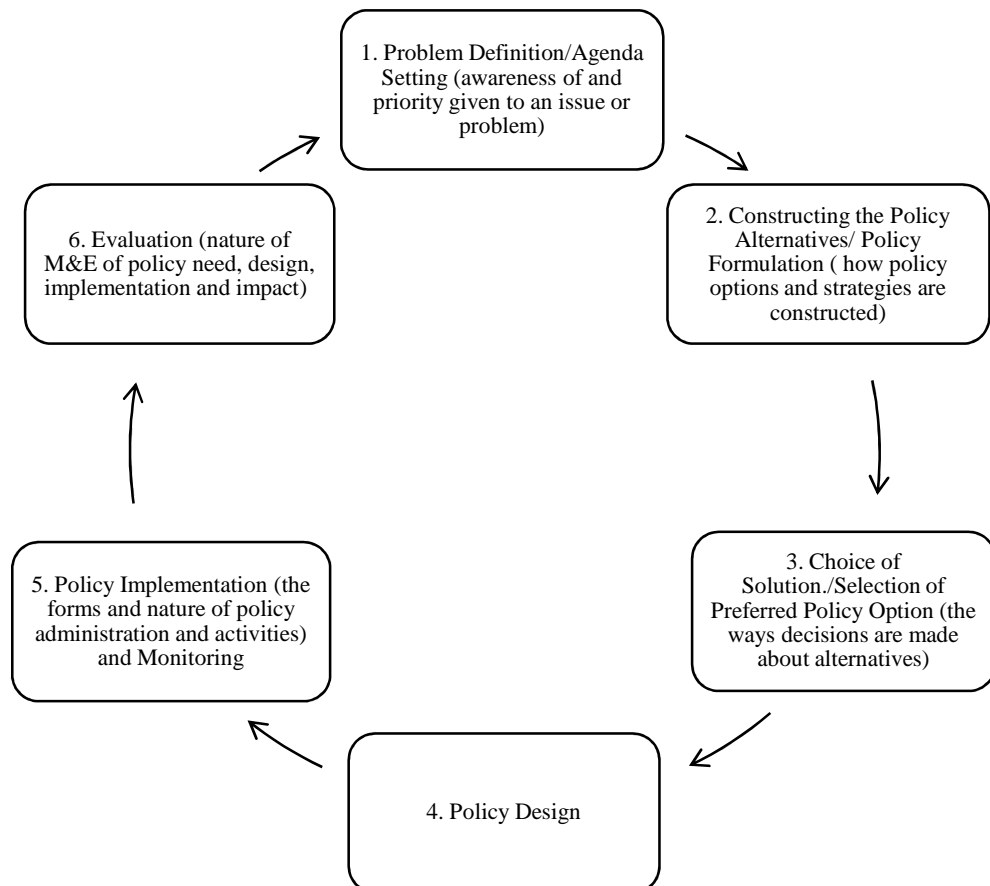 1. Problem Definition/Agenda
Setting (awareness of and
priority given to an issue or
problem)
2. Constructing the Policy
Alternatives/ Policy
Formulation ( how policy
options and strategies are
constructed)
3. Choice of
Solution./Selection of
Preferred Policy Option (the
ways decisions are made
about alternatives)
4. Policy Design
5. Policy Implementation (the
forms and nature of policy
administration and activities)
and Monitoring
6. Evaluation (nature of
M&E of policy need, design,
implementation and impact)